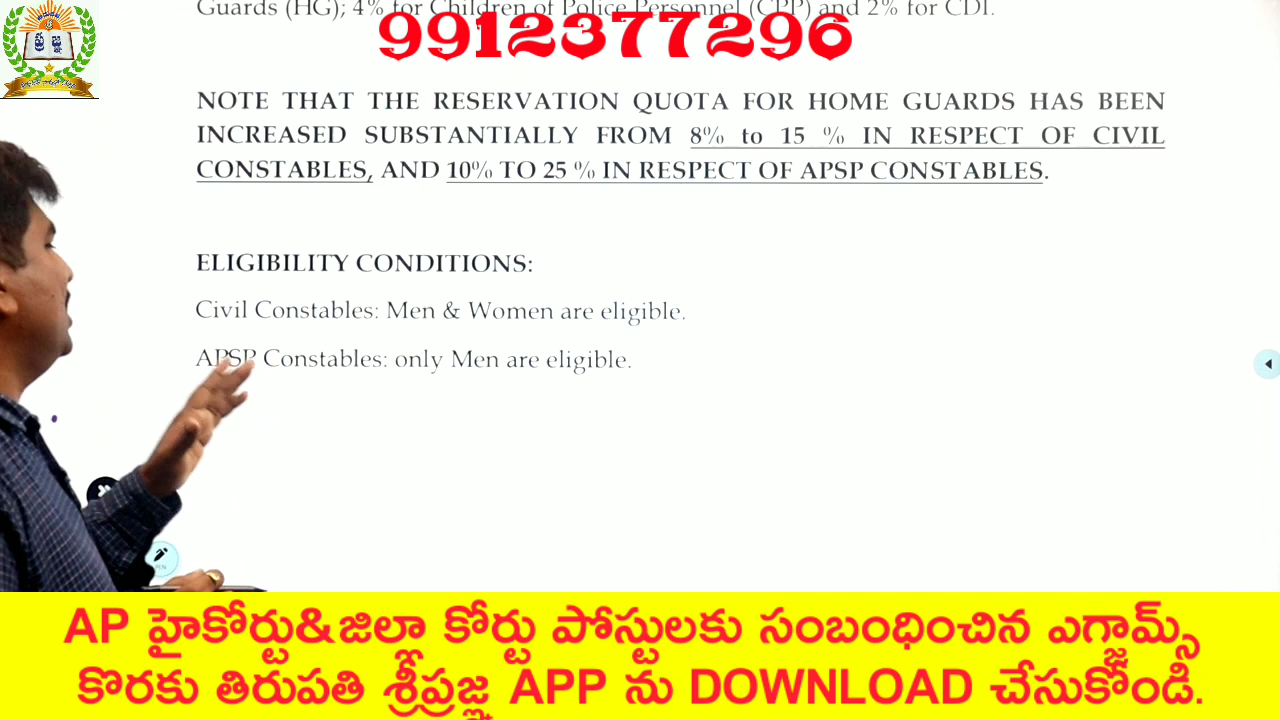 Guards (HG); 4% for Children of Police Personnel (CPP) and 2% for CDI.
9912377296
NOTE THAT THE RESERVATION QUOTA FOR HOME GUARDS HAS BEEN
INCREASED SUBSTANTIALLY FROM 8% to 15 % IN RESPECT OF CIVIL
CONSTABLES, AND 10% TO 25 % IN RESPECT OF APSP CONSTABLES.
ELIGIBILITY CONDITIONS:
Civil Constables: Men & Women are eligible.
APSP Constables: only Men are eligible.
PEN
AP హైకోర్టు&జిల్లా కోర్టు పోస్టులకు సంబంధించిన ఎగ్జామ్స్
కొరకు తిరుపతి శ్రీప్రజ్ఞ APP ను DOWNLOAD చేసుకోండి.